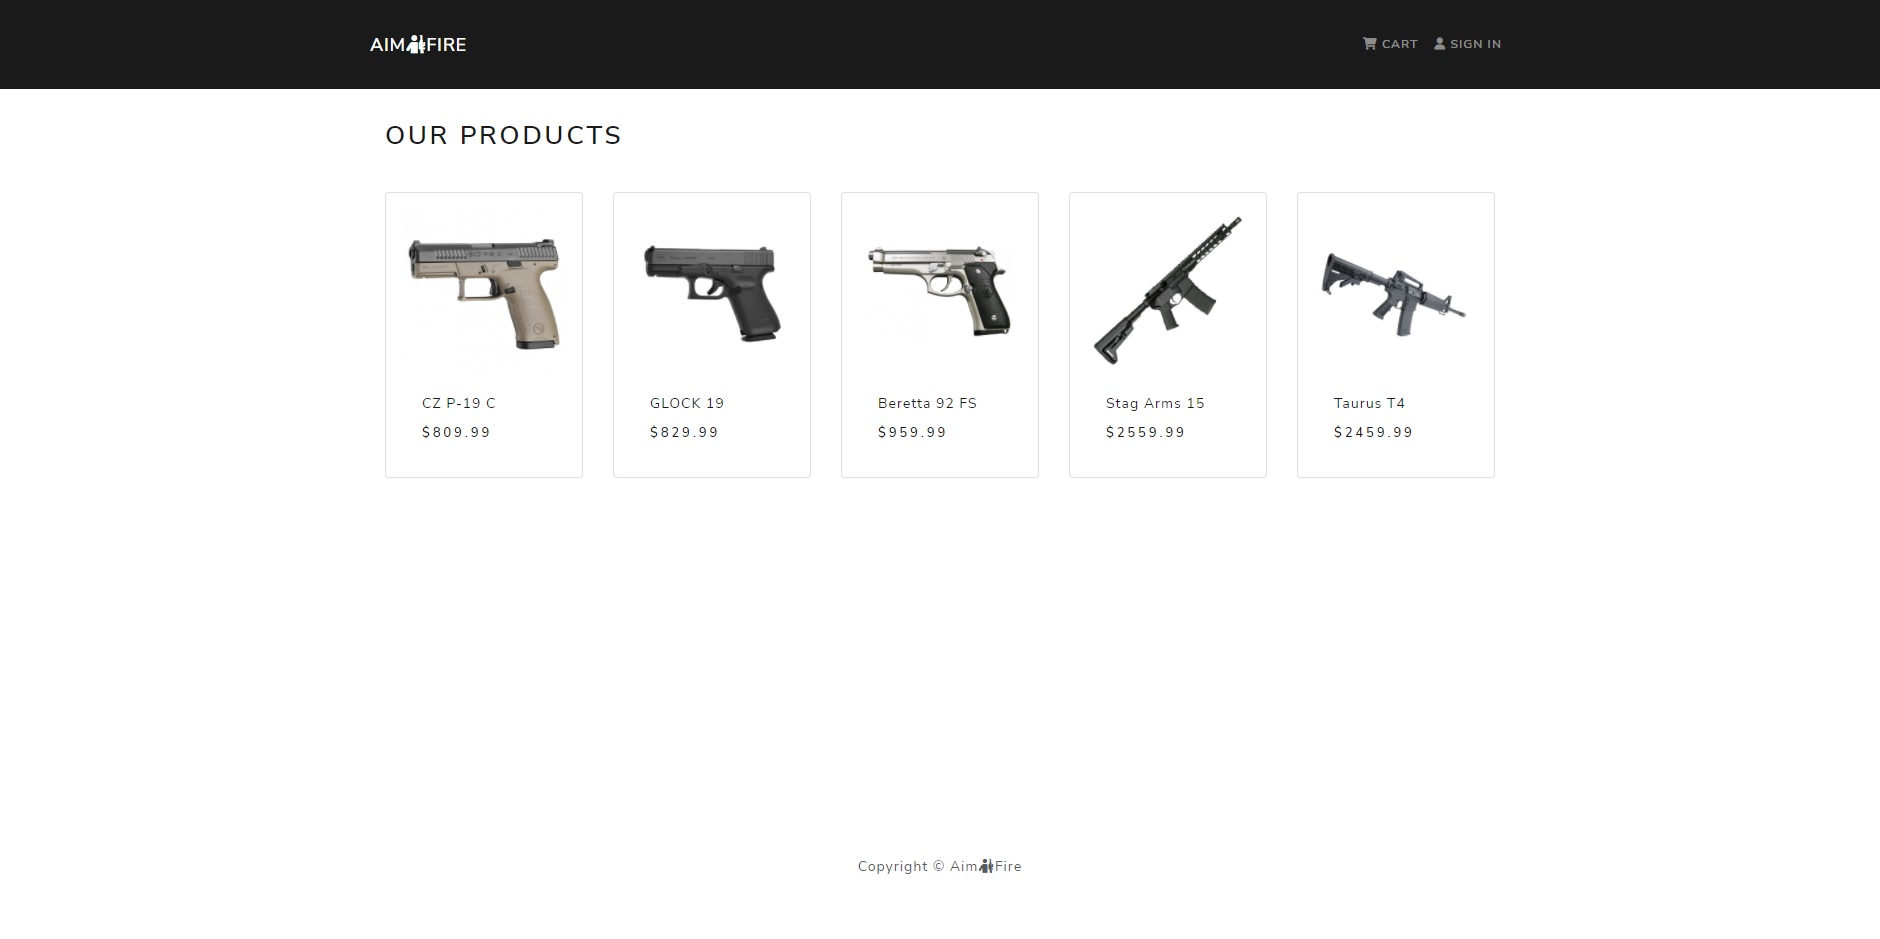 AIM FIRE
CART
SIGN IN
OUR PRODUCTS
CZ P-19 C
$809.99
GLOCK 19
$829.99
Beretta 92 FS
$959.99
Stag Arms 15
$2559.99
Taurus T4
$2459.99
Copyright © Aim Fire